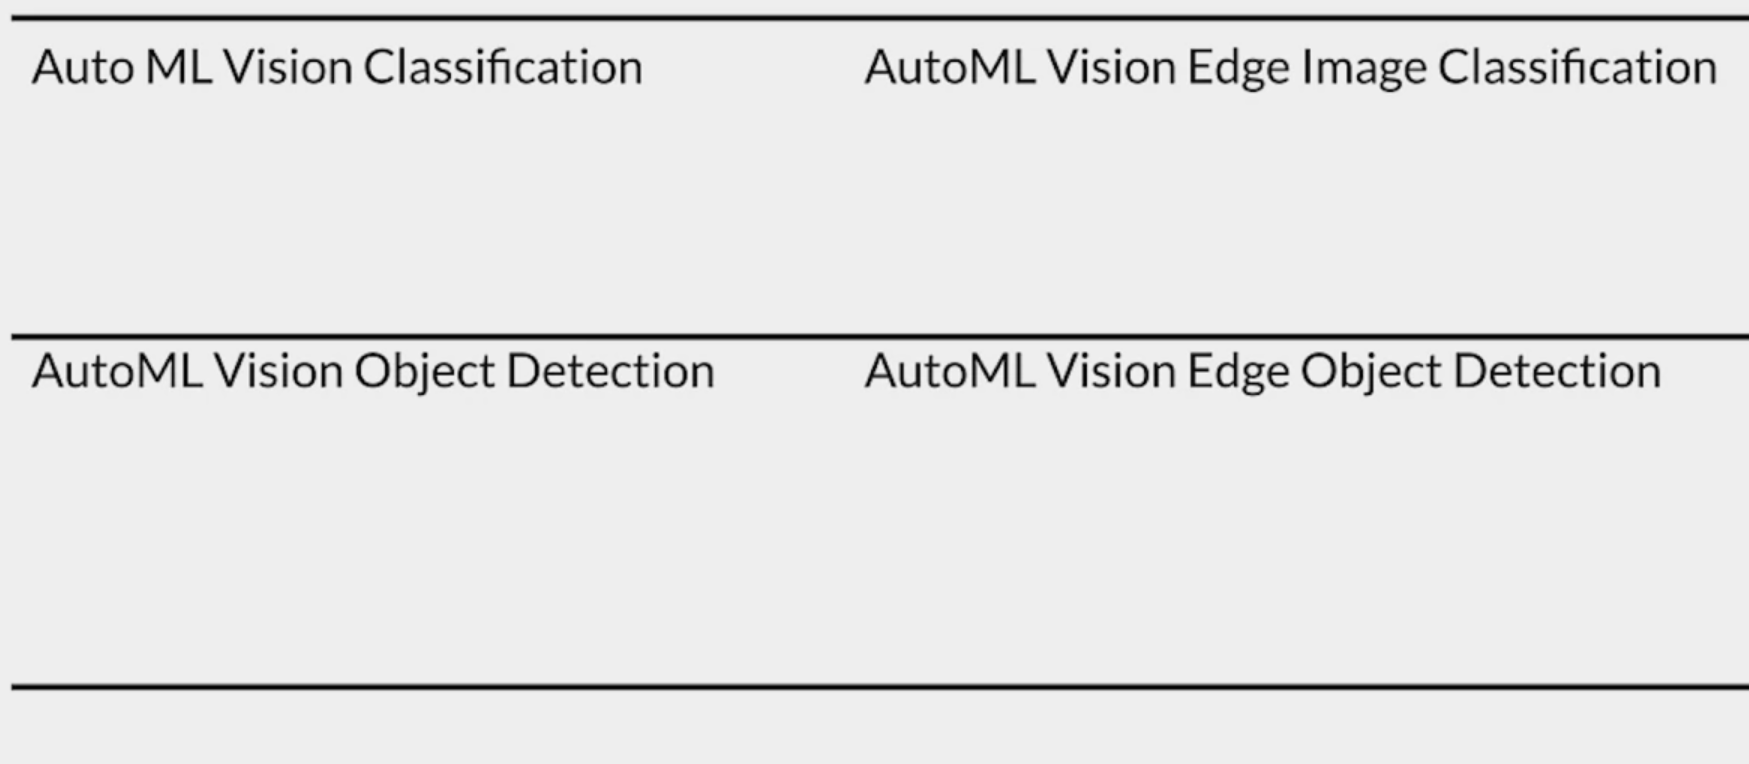 Auto ML Vision Classification
AutoML Vision Edge Image Classification
AutoML Vision Object Detection
AutoML Vision Edge Object Detection